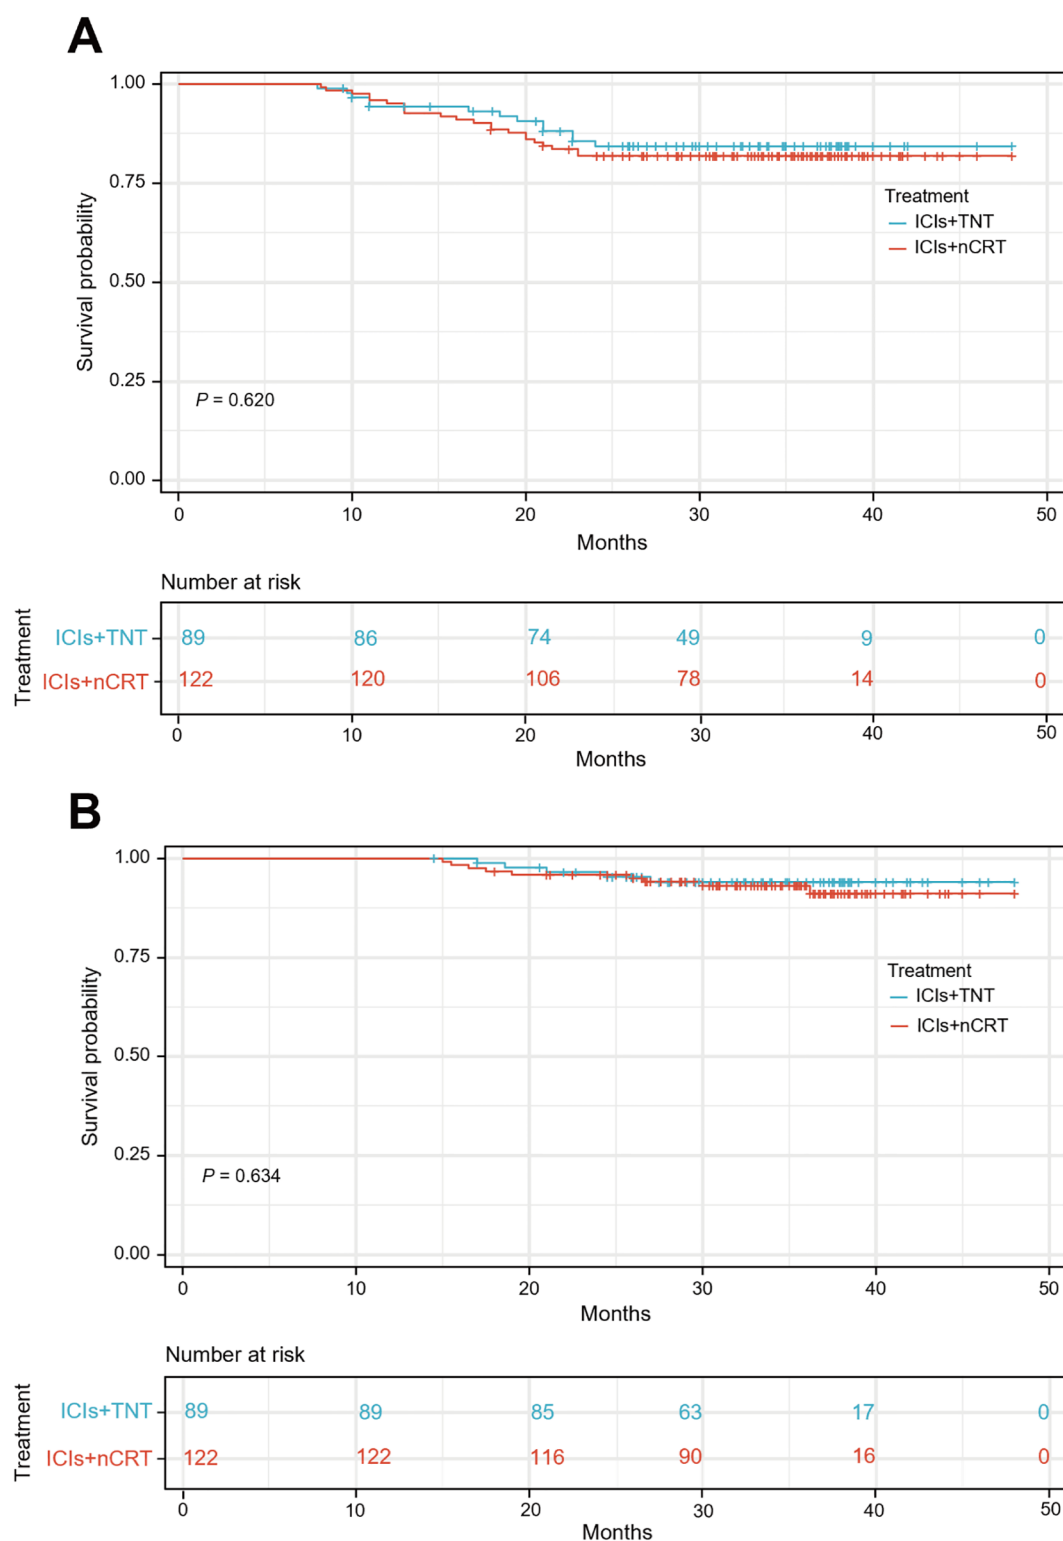 A
1.00
0.75
0.50
0.25
0.00
Survival probability
Treatment
ICIs+TNT
ICIs+nCRT
P = 0.620
0 10 20 30 40 50
Months
Number at risk
Treatment
ICIs+TNT 89 86 74 49 9 0
ICIs+nCRT 122 120 106 78 14 0
0 10 20 30 40 50
Months
B
1.00
0.75
0.50
0.25
0.00
Survival probability
Treatment
ICIs+TNT
ICIs+nCRT
P = 0.634
0 10 20 30 40 50
Months
Number at risk
Treatment
ICIs+TNT 89 89 85 63 17 0
ICIs+nCRT 122 122 116 90 16 0
0 10 20 30 40 50
Months